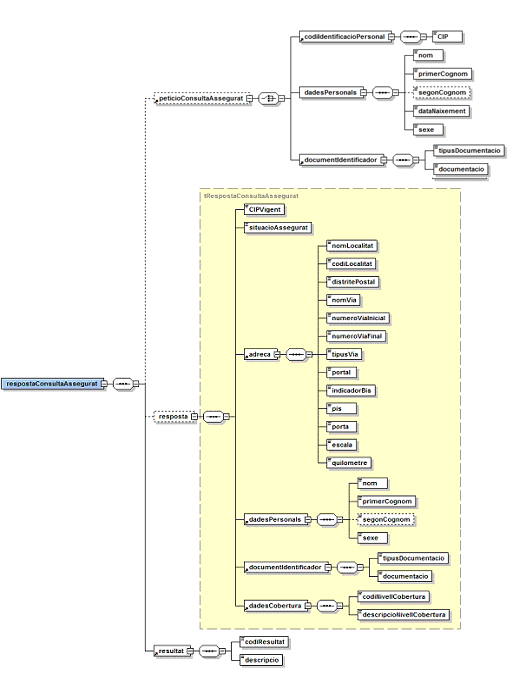 codiIdentificacioPersonal
CIP
nom
primerCognom
dadesPersonals
segonCognom
peticioConsultaAssegurat
dataNaixement
sexe
tipusDocumentacio
documentIdentificador
documentacio
tRespostaConsultaAssegurat
CIPVigent
situacioAssegurat
nomLocalitat
codiLocalitat
distritePostal
nomVia
numeroViaInicial
numeroViaFinal
adreca
tipusVia
portal
respostaConsultaAssegurat
indicadorBis
pis
resposta
porta
escala
quilometre
nom
primerCognom
dadesPersonals
segonCognom
sexe
tipusDocumentacio
documentIdentificador
documentacio
codiNivellCobertura
dadesCobertura
descripcioNivellCobertura
codiResultat
resultat
descripcio